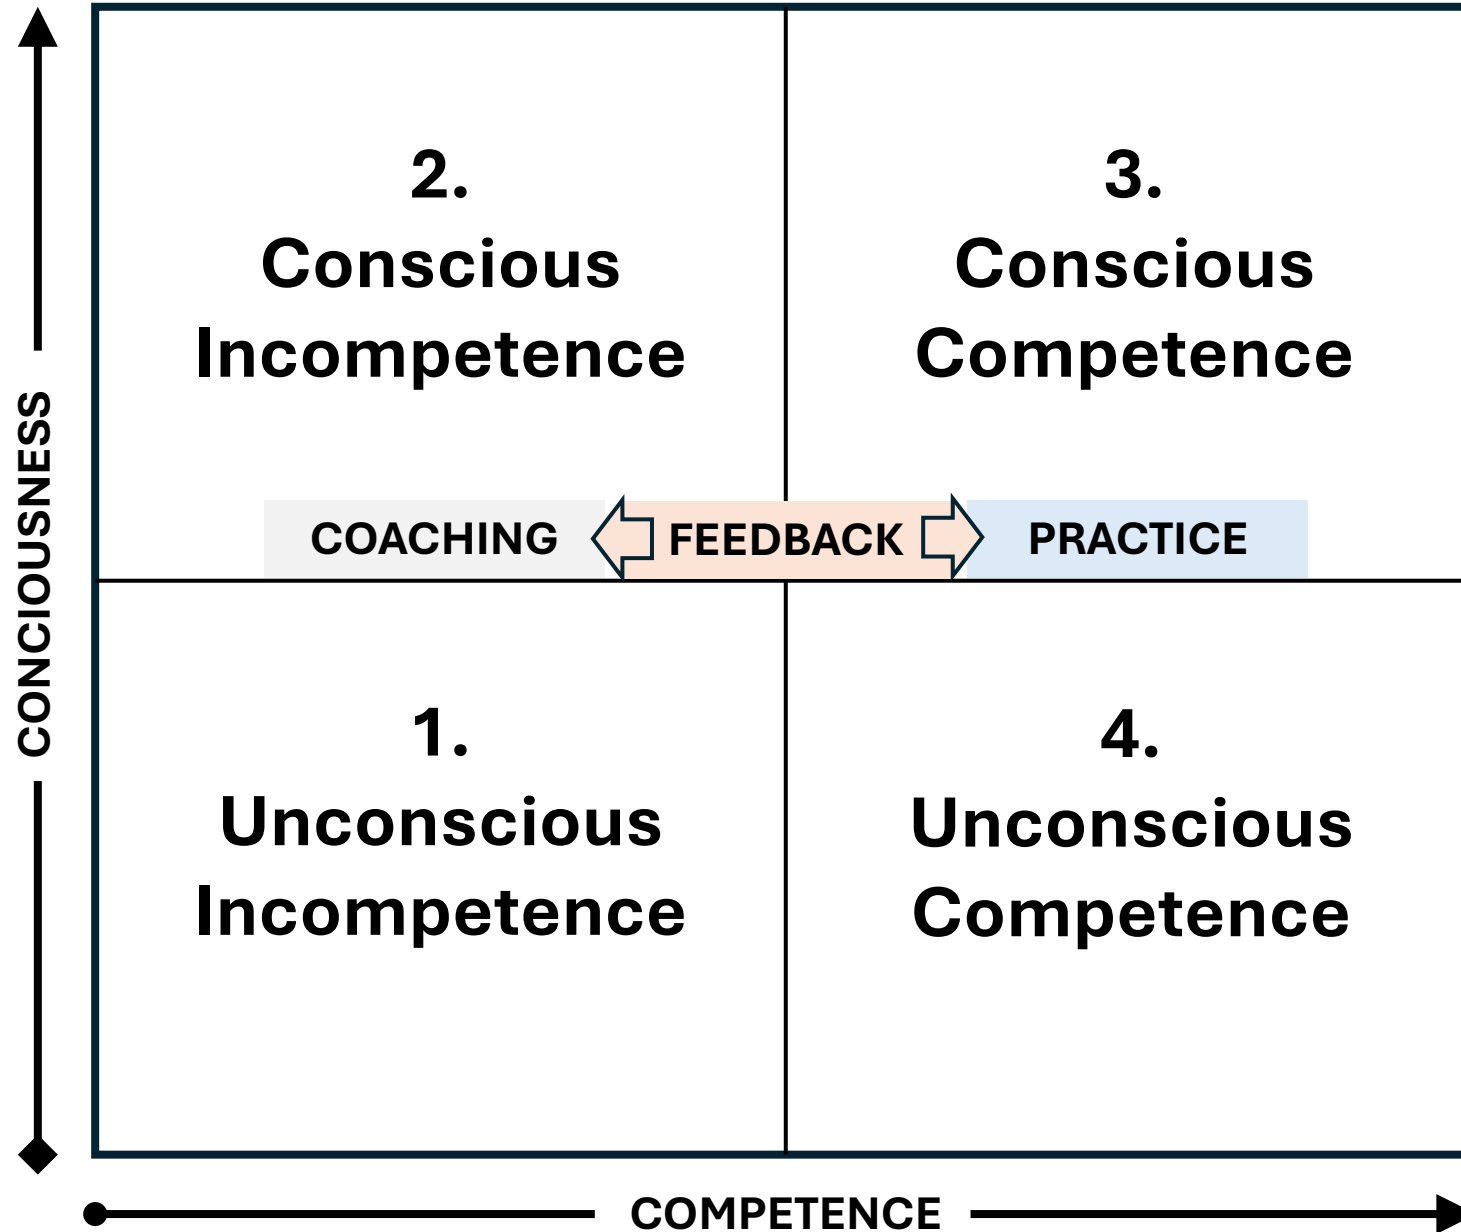 2.
Conscious
Incompetence
3.
Conscious
Competence
COACHING
FEEDBACK
PRACTICE
CONCIOUSNESS
1.
Unconscious
Incompetence
4.
Unconscious
Competence
COMPETENCE